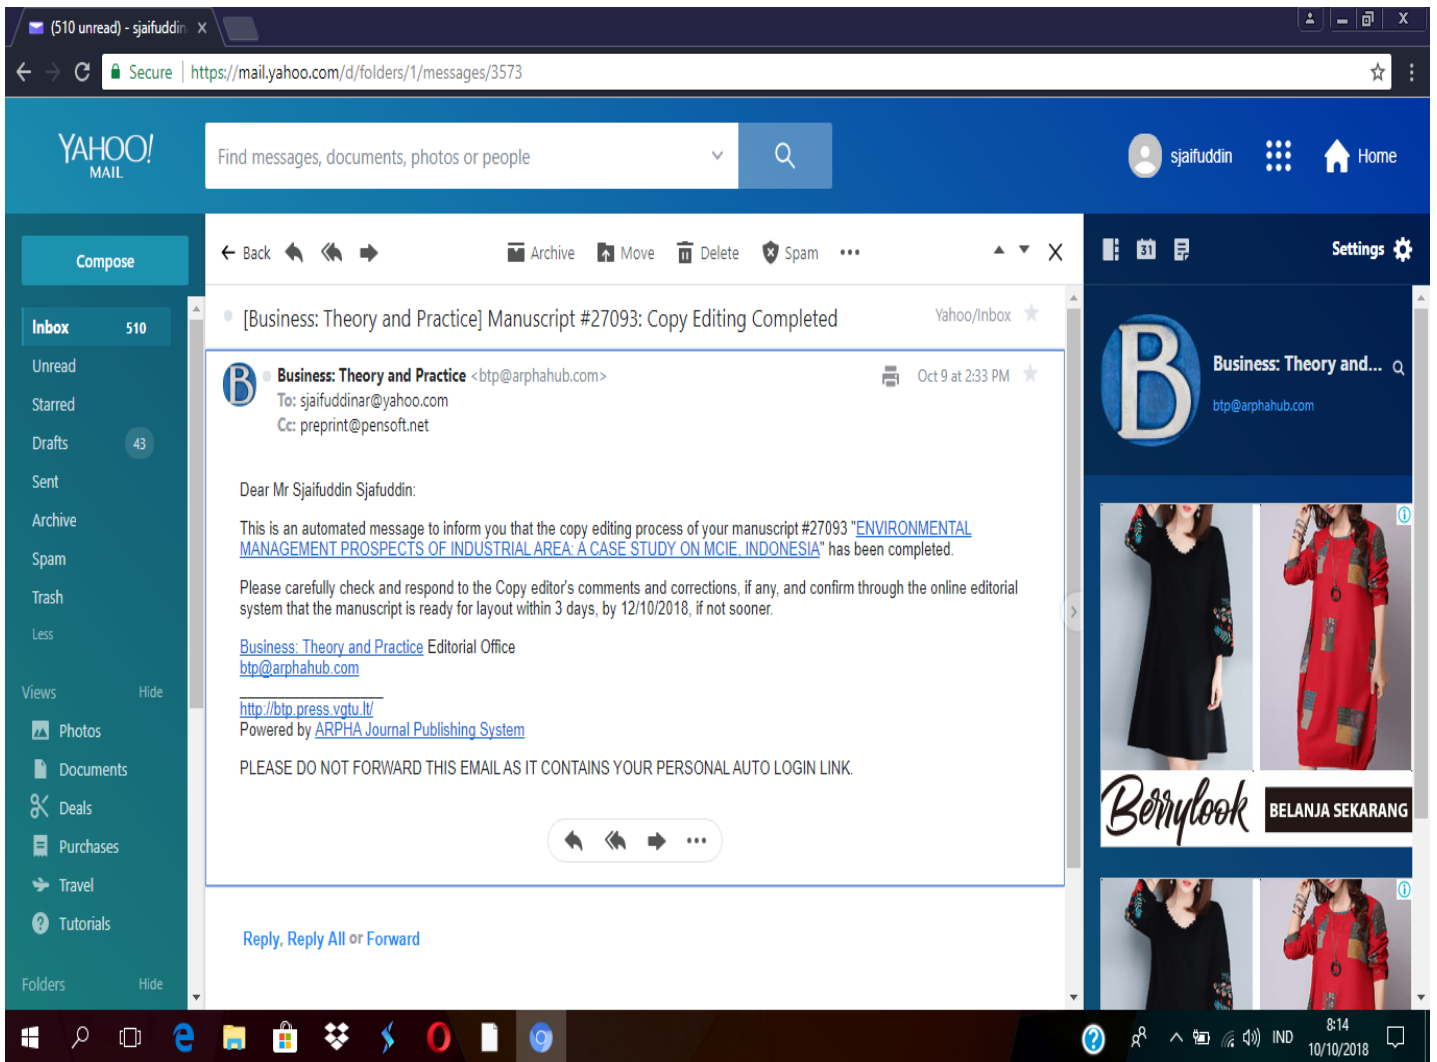 (510 unread) - sjaifuddin
Secure | https://mail.yahoo.com/d/folders/1/messages/3573
YAHOO!
MAIL
Find messages, documents, photos or people
sjaifuddin
Home
Compose
Back
Archive
Move
Delete
Spam
31
Settings
Inbox 510
Unread
Starred
Drafts 43
Sent
Archive
Spam
Trash
Less
Views Hide
Photos
Documents
Deals
Purchases
Travel
Tutorials
Folders Hide
[Business: Theory and Practice] Manuscript #27093: Copy Editing Completed
Yahoo/Inbox
B
Business: Theory and Practice <btp@arphahub.com>
Oct 9 at 2:33 PM
To: sjaifuddinar@yahoo.com
Cc: preprint@pensoft.net
Dear Mr Sjaifuddin Sjafuddin:
This is an automated message to inform you that the copy editing process of your manuscript #27093 "ENVIRONMENTAL
MANAGEMENT PROSPECTS OF INDUSTRIAL AREA: A CASE STUDY ON MCIE, INDONESIA" has been completed.
Please carefully check and respond to the Copy editor's comments and corrections, if any, and confirm through the online editorial
system that the manuscript is ready for layout within 3 days, by 12/10/2018, if not sooner.
Business: Theory and Practice Editorial Office
btp@arphahub.com
http://btp.press.vgtu.lt/
Powered by ARPHA Journal Publishing System
PLEASE DO NOT FORWARD THIS EMAIL AS IT CONTAINS YOUR PERSONAL AUTO LOGIN LINK.
Reply, Reply All or Forward
B
Business: Theory and...
btp@arphahub.com
Berrylook
BELANJA SEKARANG
IND
8:14
10/10/2018